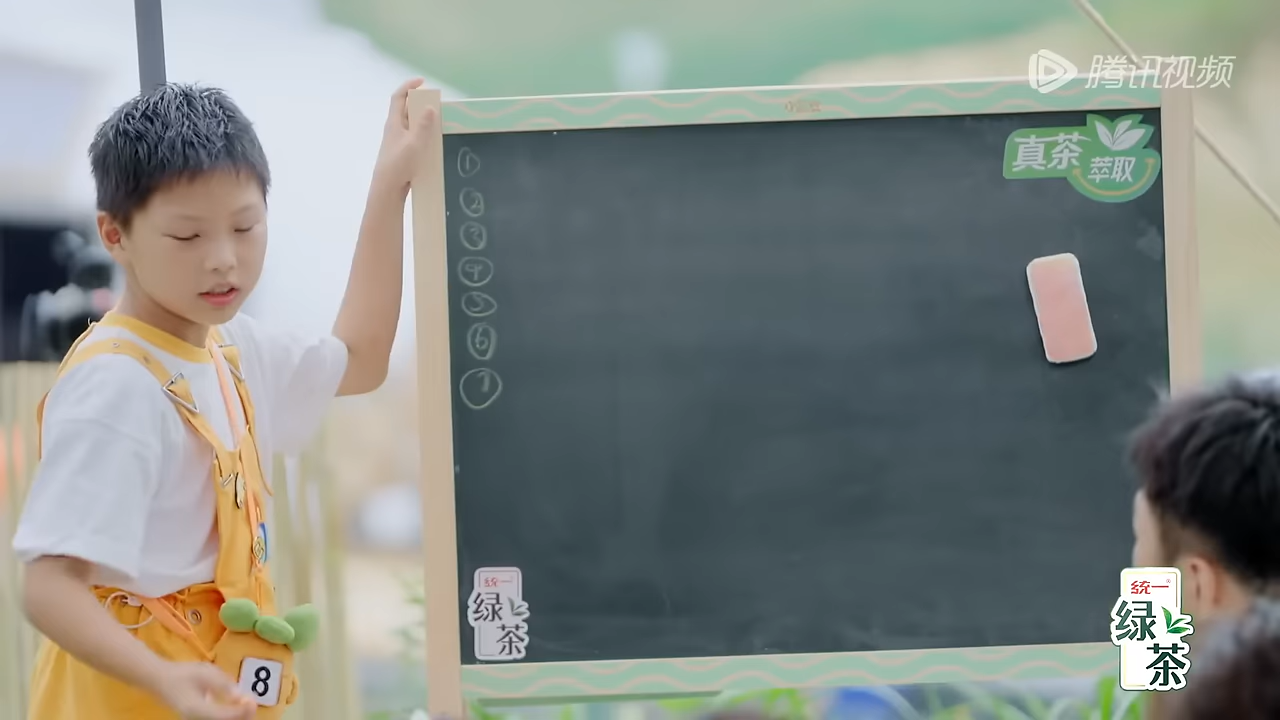 腾讯视频
真茶
萃取
①
②
③
④
⑤
⑥
⑦
统一
绿茶
8
统一
绿茶